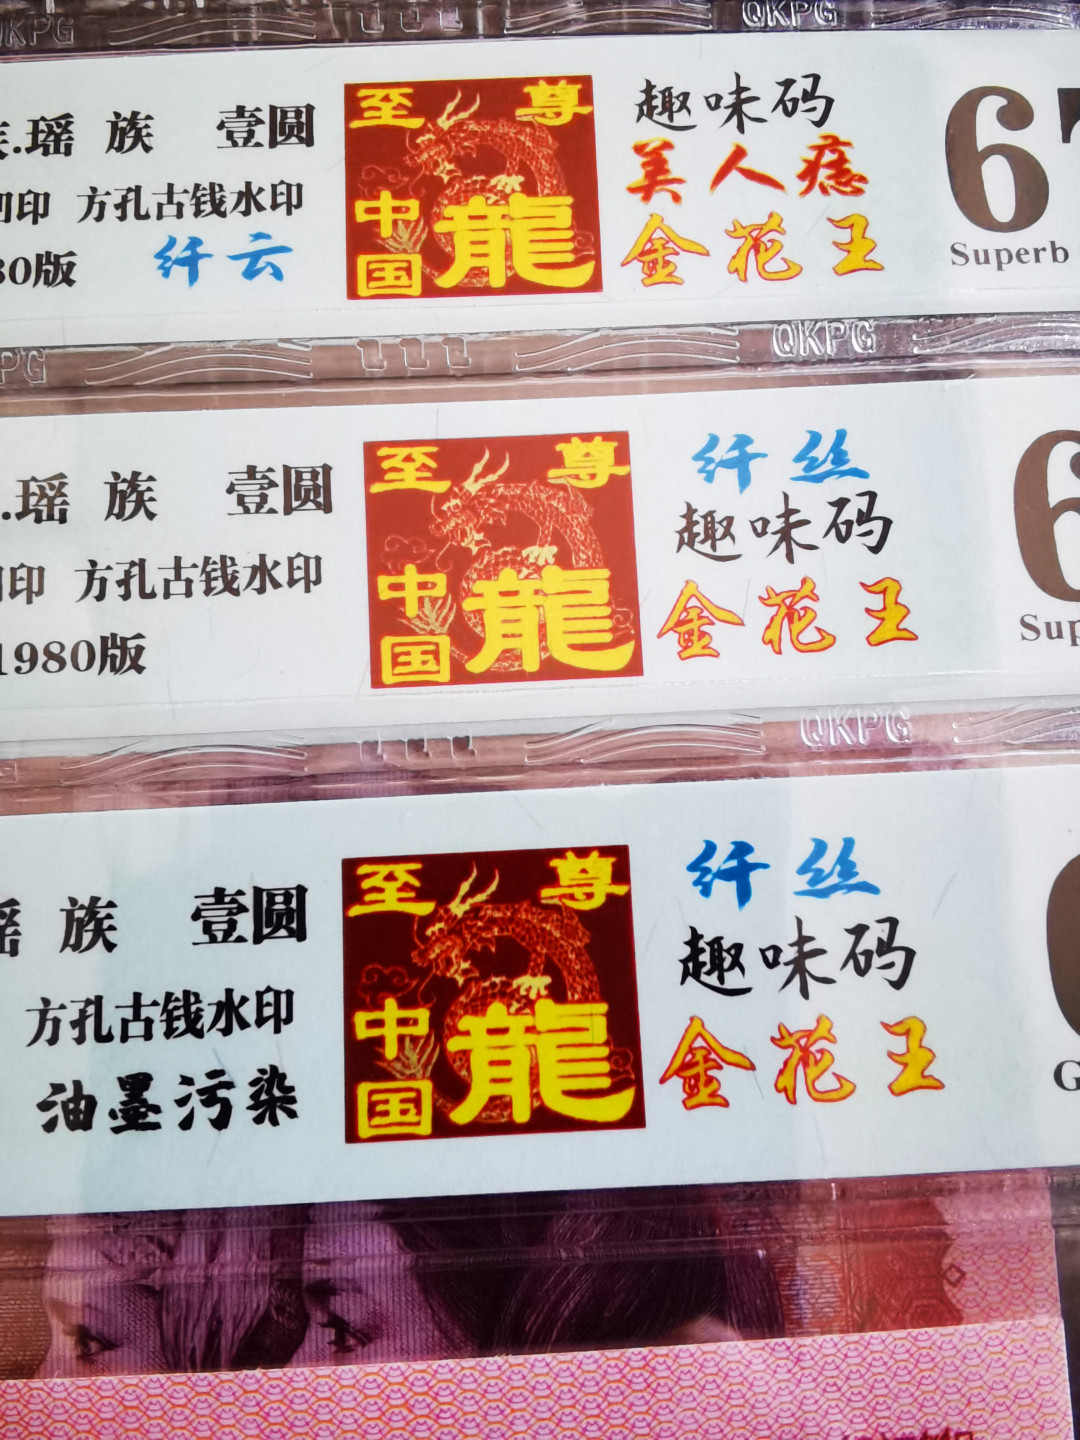 QKPG QKPG
族.瑶 族 壹圆
至尊
趣味码
67
印 方孔古钱水印
美人痣
80版 纤云
中国龍
金花王
Superb
PG QKPG
.瑶 族 壹圆
至尊
纤丝
6
印 方孔古钱水印
趣味码
1980版
中国龍
金花王
Sup
QKPG
瑶 族 壹圆
至尊
纤丝
方孔古钱水印
趣味码
油墨污染
中国龍
金花王
G